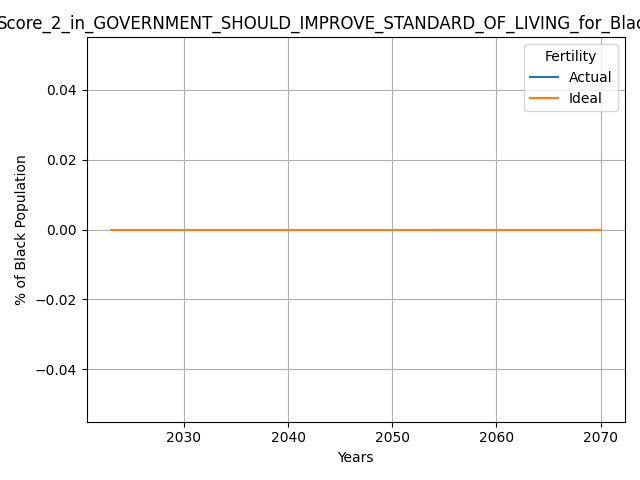 Score_2_in_GOVERNMENT_SHOULD_IMPROVE_STANDARD_OF_LIVING_for_Blac
Fertility
Actual
Ideal
0.04
0.02
0.00
−0.02
−0.04
% of Black Population
2030
2040
2050
2060
2070
Years